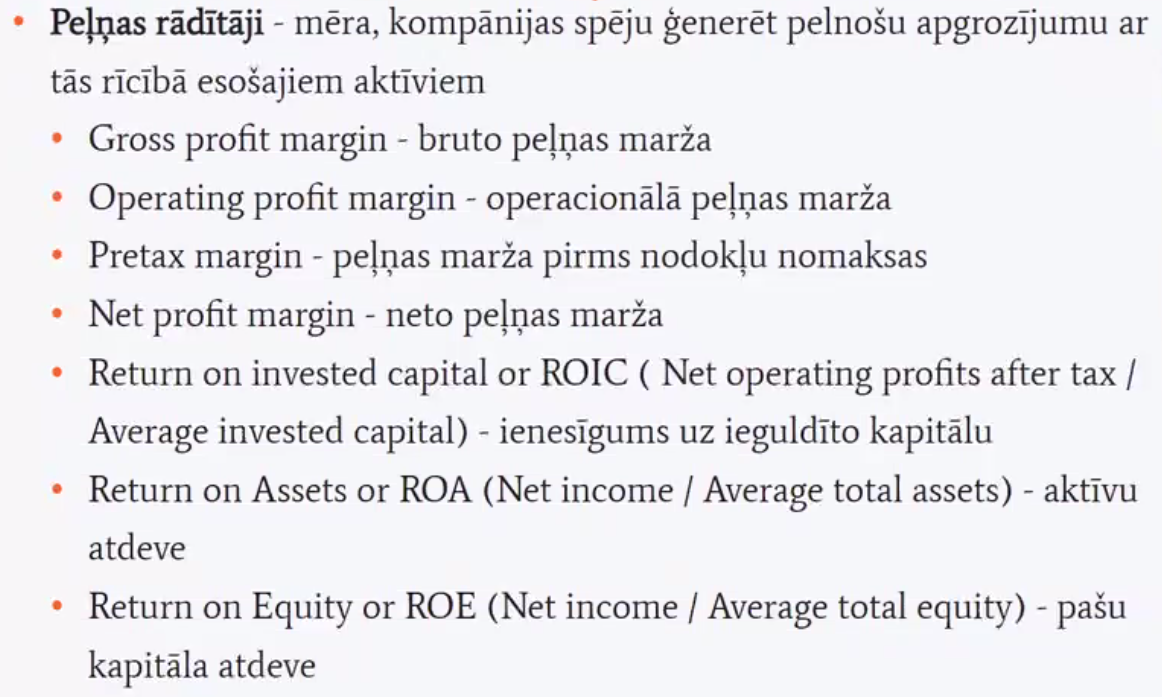 • Peļņas rādītāji - mēra, kompānijas spēju ģenerēt pelnošu apgrozījumu ar
tās rīcībā esošajiem aktīviem
• Gross profit margin - bruto peļņas marža
• Operating profit margin - operacionālā peļņas marža
• Pretax margin - peļņas marža pirms nodokļu nomaksas
• Net profit margin - neto peļņas marža
• Return on invested capital or ROIC ( Net operating profits after tax /
Average invested capital) - ienesīgums uz ieguldīto kapitālu
• Return on Assets or ROA (Net income / Average total assets) - aktīvu
atdeve
• Return on Equity or ROE (Net income / Average total equity) - pašu
kapitāla atdeve